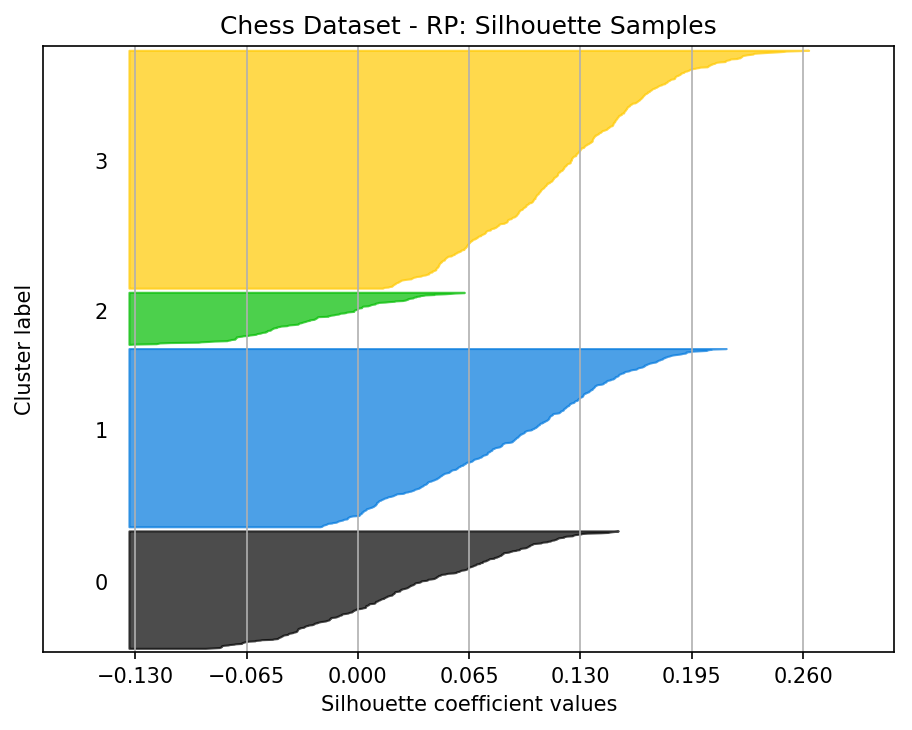 Chess Dataset - RP: Silhouette Samples
3
2
1
0
Cluster label
−0.130 −0.065 0.000 0.065 0.130 0.195 0.260
Silhouette coefficient values